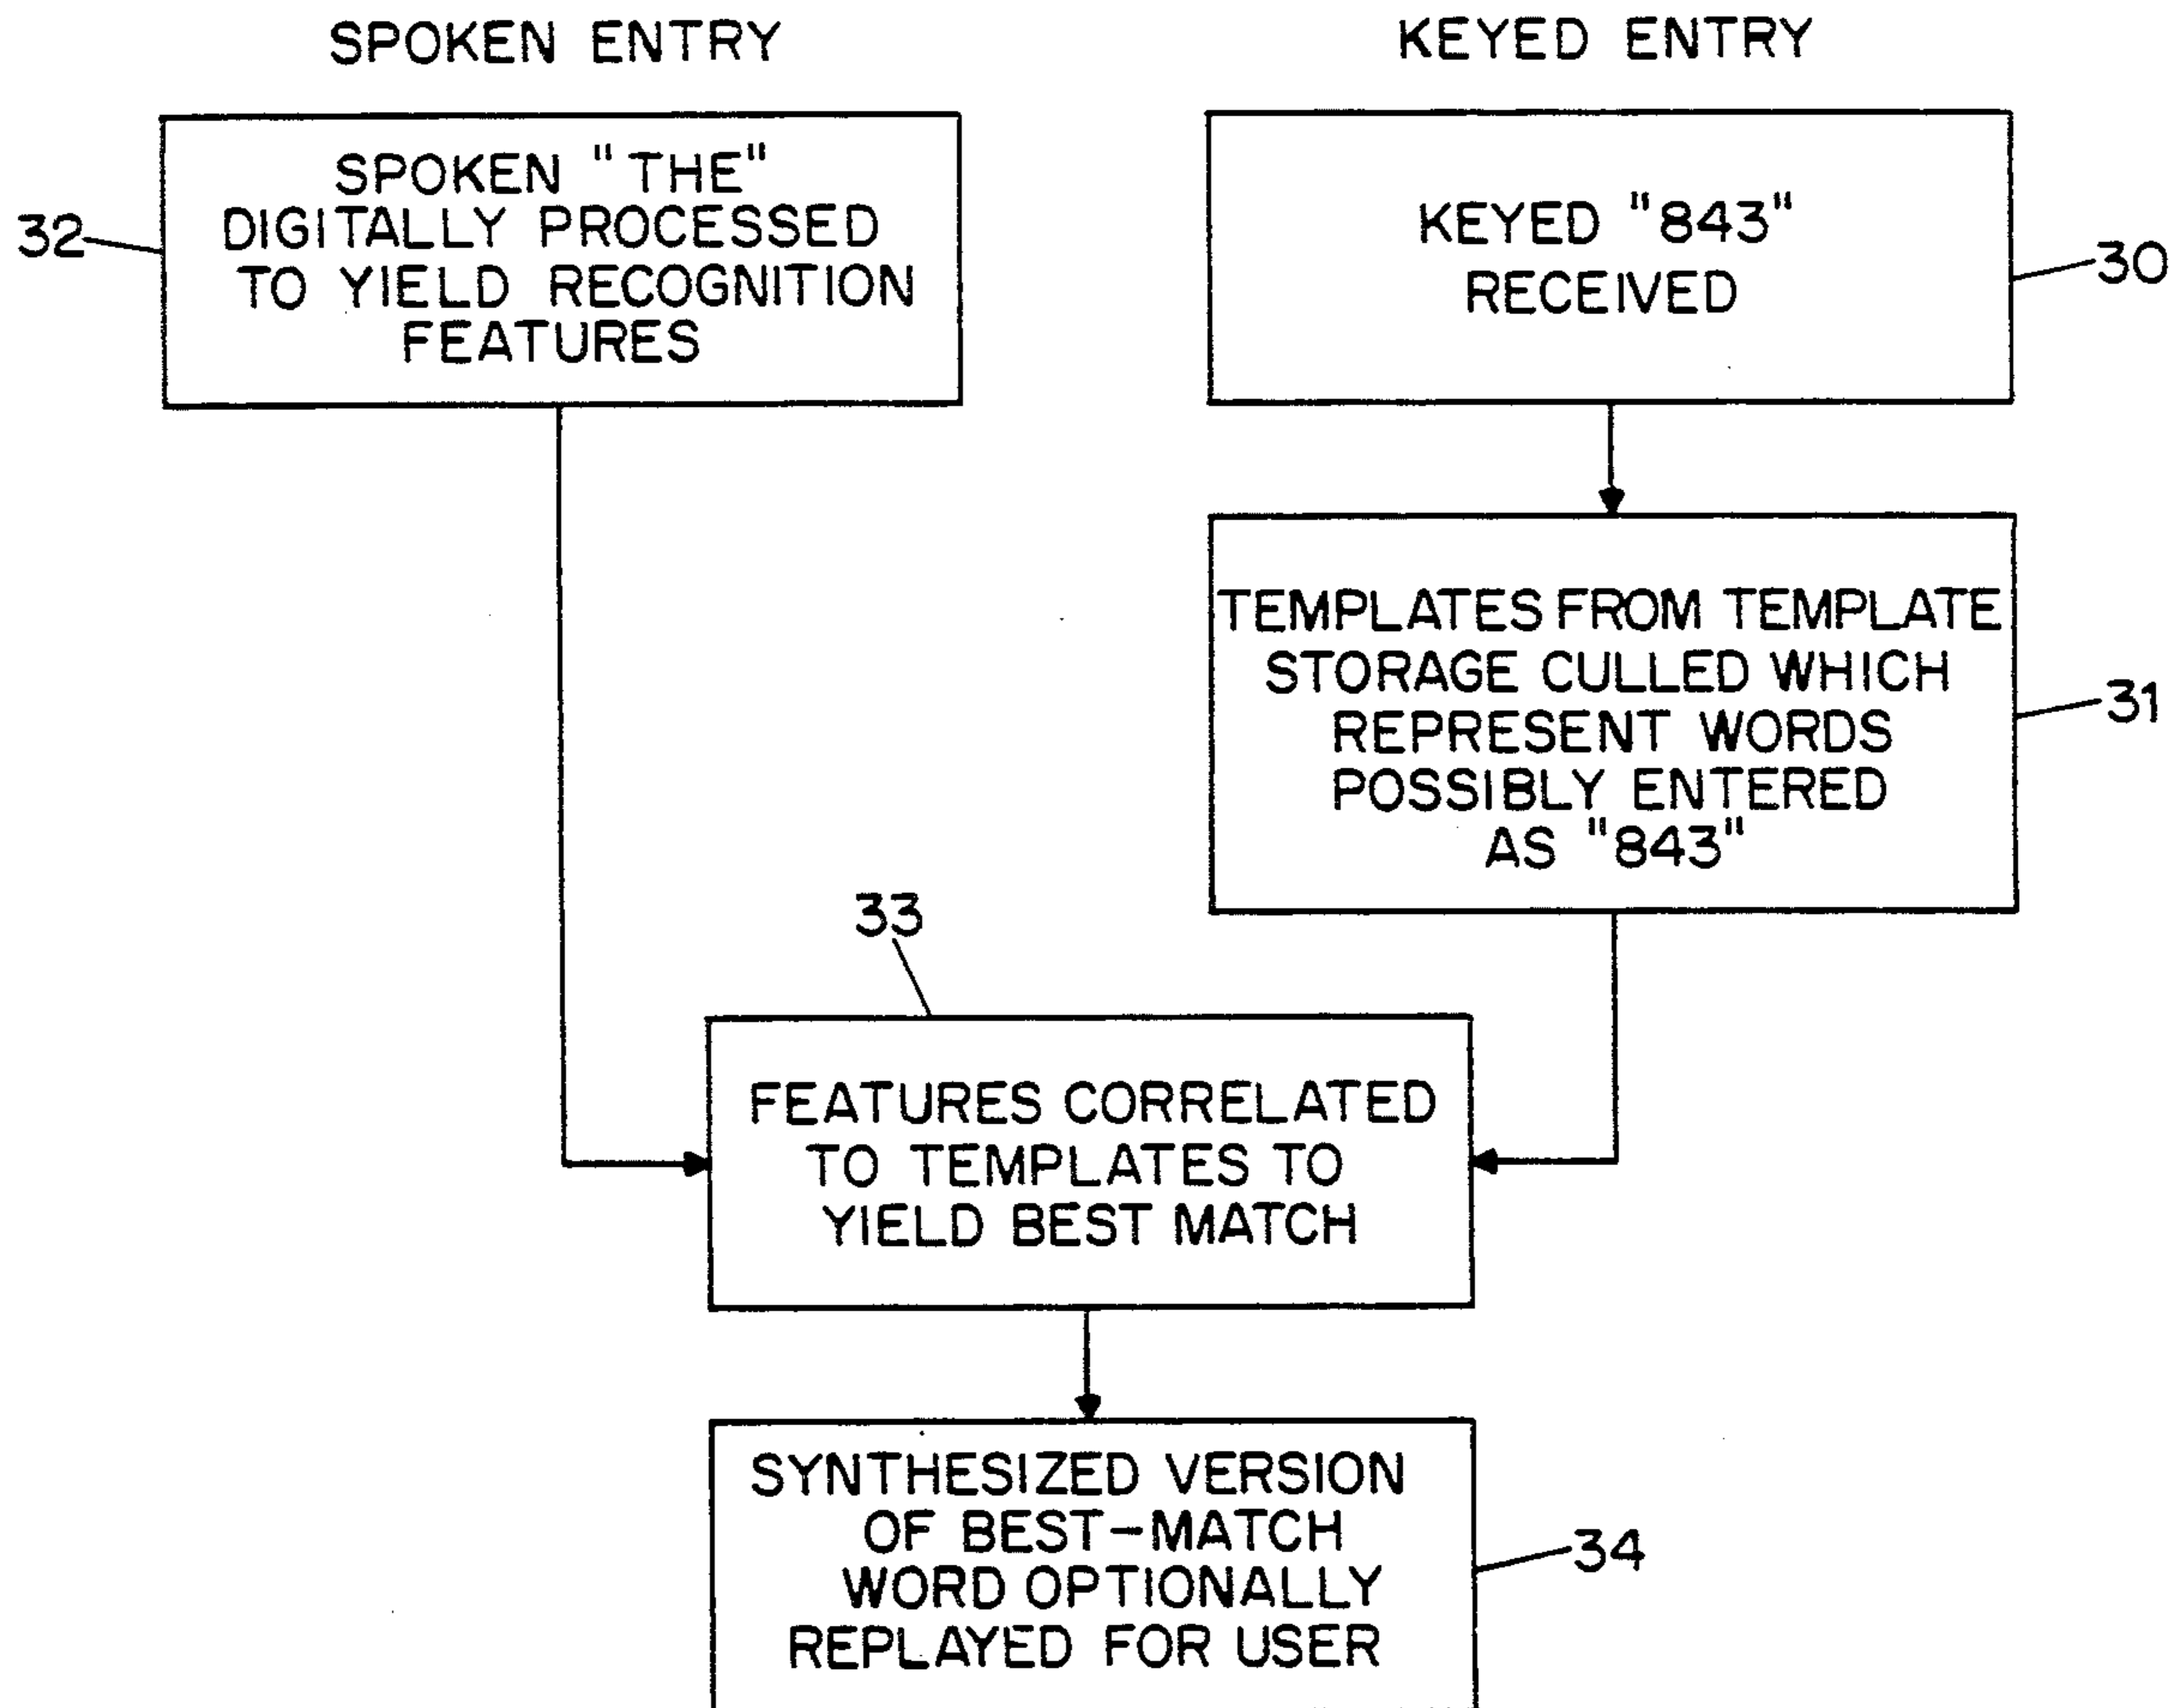 SPOKEN ENTRY
32
SPOKEN "THE"
DIGITALLY PROCESSED
TO YIELD RECOGNITION
FEATURES
KEYED ENTRY
KEYED "843"
RECEIVED
30
TEMPLATES FROM TEMPLATE
STORAGE CULLED WHICH
REPRESENT WORDS
POSSIBLY ENTERED
AS "843"
31
33
FEATURES CORRELATED
TO TEMPLATES TO
YIELD BEST MATCH
SYNTHESIZED VERSION
OF BEST-MATCH
WORD OPTIONALLY
REPLAYED FOR USER
34